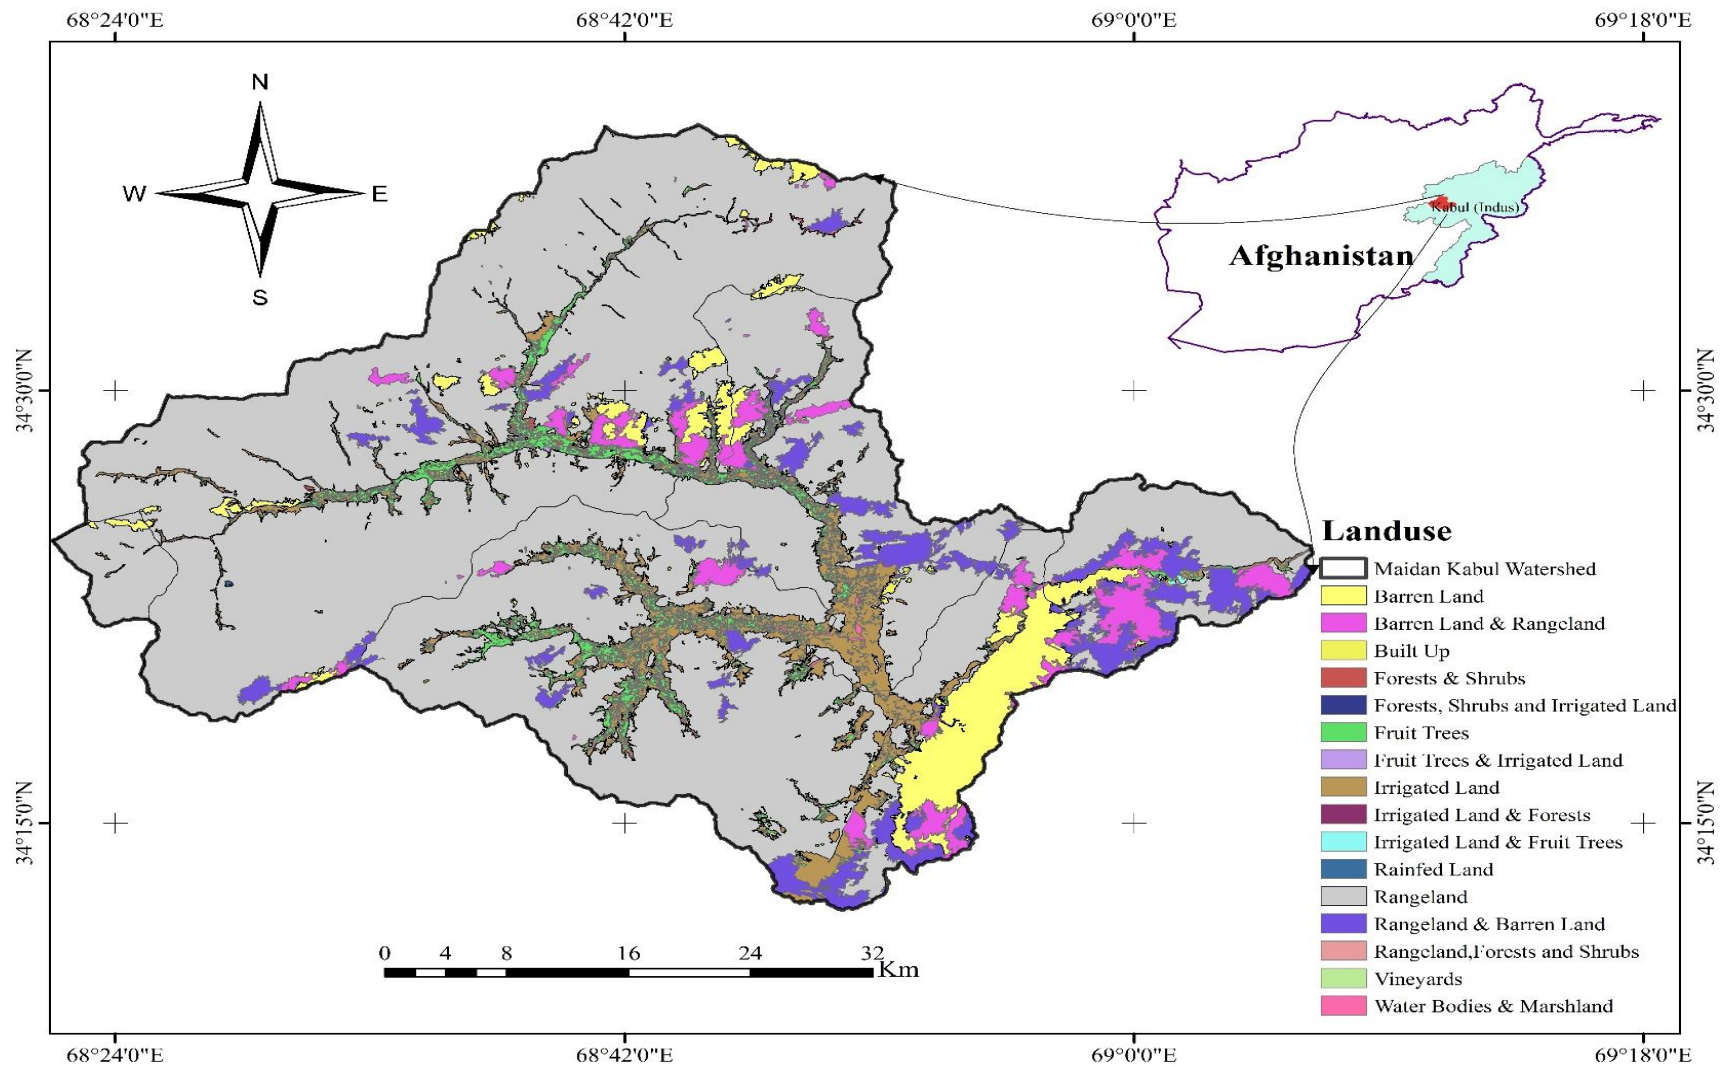 68°24'0"E
68°42'0"E
69°0'0"E
69°18'0"E
N
W
E
S
Kabul (Indus)
Afghanistan
34°30'0"N
34°30'0"N
Landuse
Maidan Kabul Watershed
Barren Land
Barren Land & Rangeland
Built Up
Forests & Shrubs
Forests, Shrubs and Irrigated Land
Fruit Trees
Fruit Trees & Irrigated Land
Irrigated Land
Irrigated Land & Forests
Irrigated Land & Fruit Trees
Rainfed Land
Rangeland
Rangeland & Barren Land
Rangeland,Forests and Shrubs
Vineyards
Water Bodies & Marshland
34°15'0"N
34°15'0"N
0 4 8 16 24 32
Km
68°24'0"E
68°42'0"E
69°0'0"E
69°18'0"E